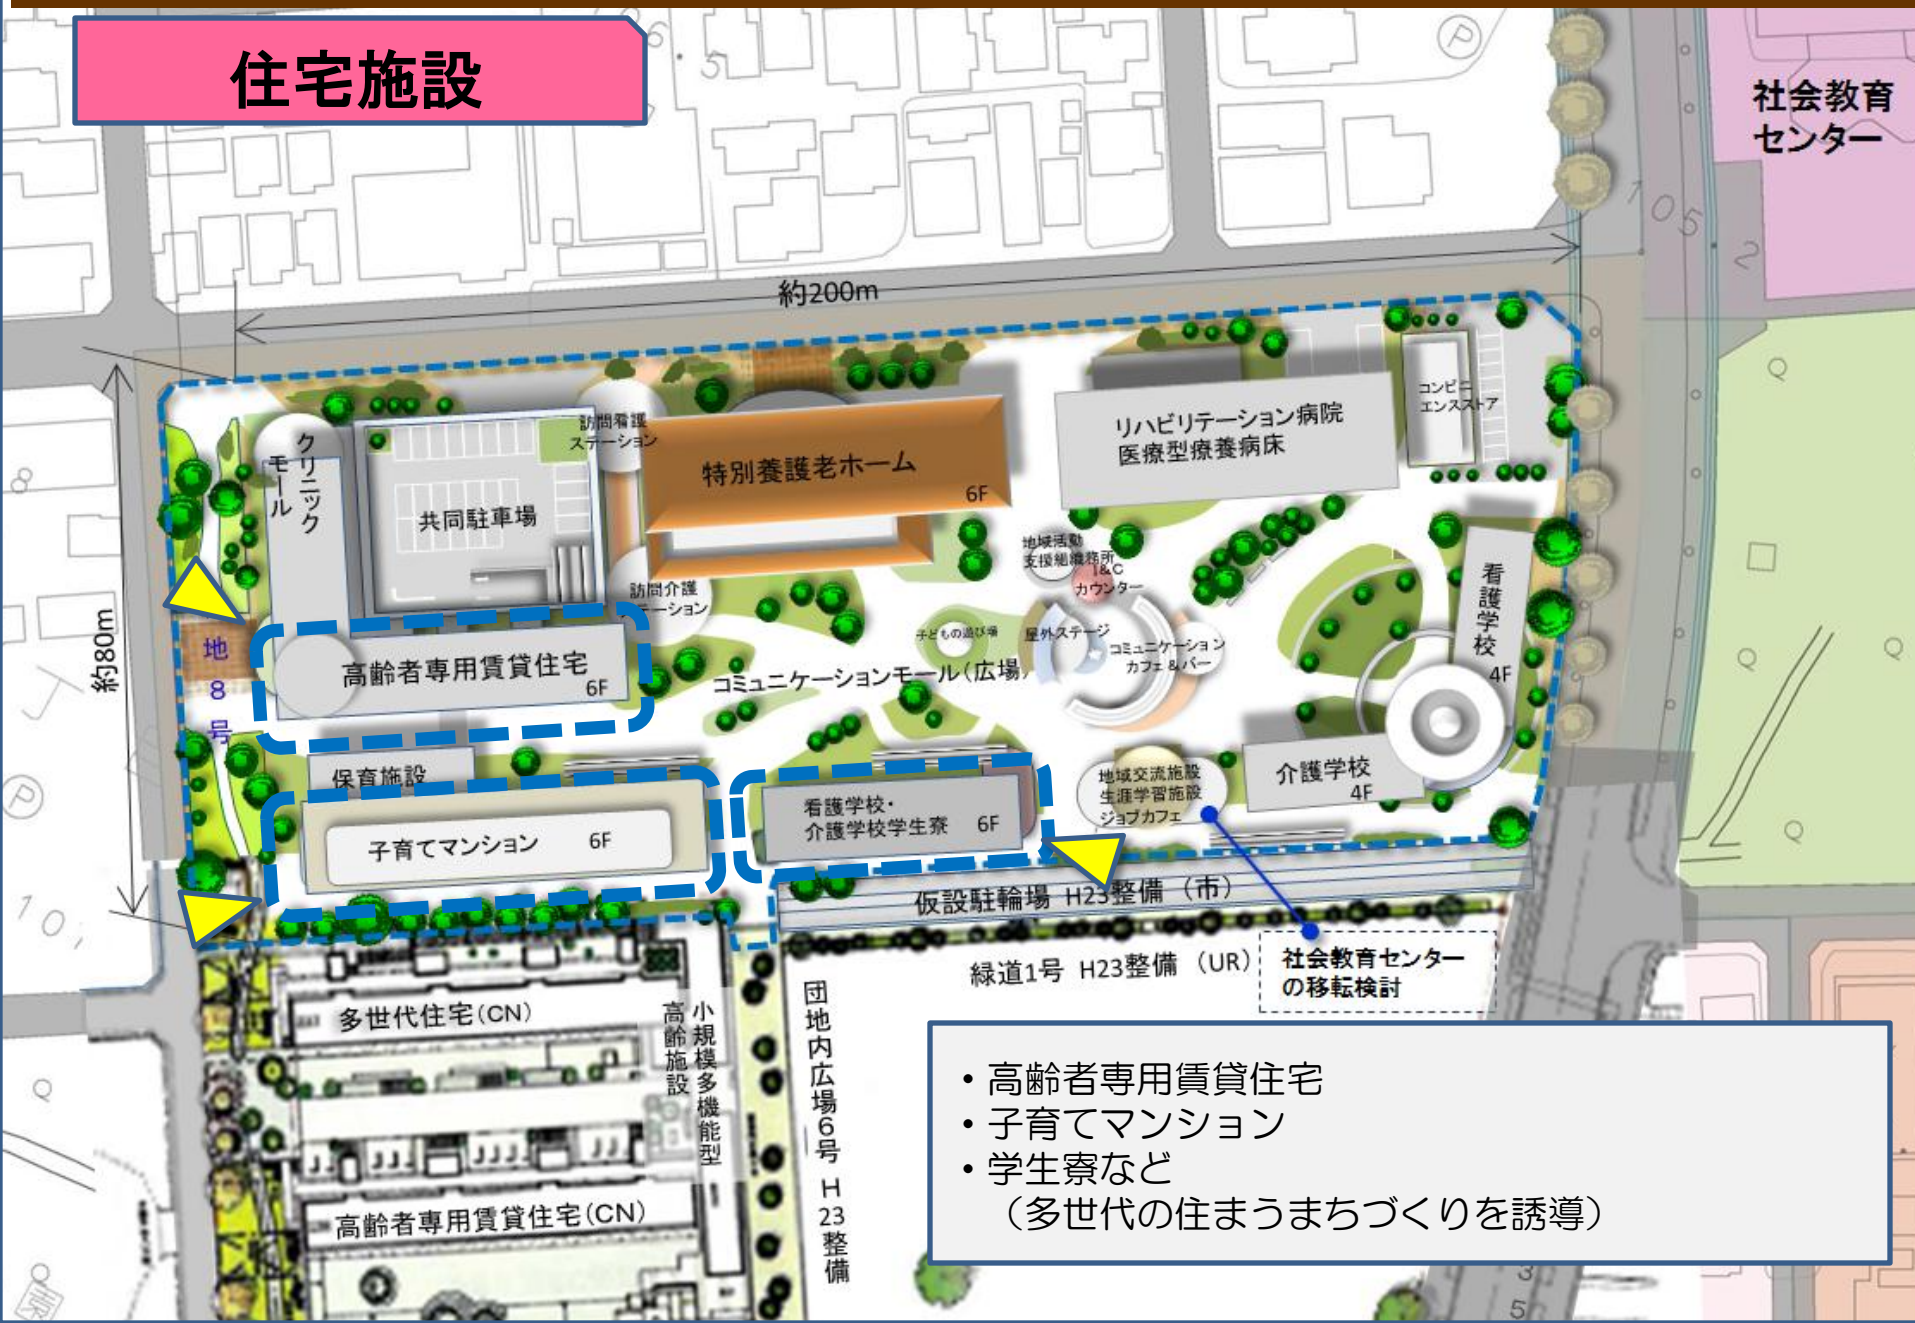 住宅施設
社会教育
センター
約200m
約80m
クリニック
モール
共同駐車場
訪問看護
ステーション
特別養護老ホーム
6F
リハビリテーション病院
医療型療養病床
コンビニ
エンスストア
訪問介護
ーション
地域活動
支援組織務所
I&C
カウンター
看護学校
4F
地
8
号
高齢者専用賃貸住宅
6F
子どもの遊び場
屋外ステージ
コミュニケーション
カフェ&バー
コミュニケーションモール(広場)
保育施設
子育てマンション 6F
看護学校・
介護学校学生寮 6F
地域交流施設
生涯学習施設
ジョブカフェ
介護学校
4F
仮設駐輪場 H23整備（市）
緑道1号 H23整備（UR）
社会教育センター
の移転検討
多世代住宅(CN)
小規模多機能型
高齢施設
団地内広場6号 H23整備
高齢者専用賃貸住宅(CN)
・高齢者専用賃貸住宅
・子育てマンション
・学生寮など
（多世代の住まうまちづくりを誘導）